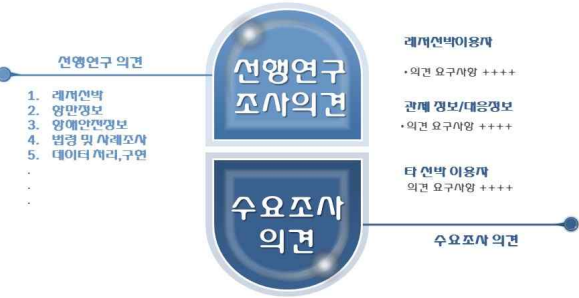 선행연구 의견
1. 레저선박
2. 항만정보
3. 항해안전정보
4. 법령 및 사례조사
5. 데이터 처리,구현
.
.
.
선행연구
조사의견
수요조사
의견
레저선박이용자
·의견 요구사항 ++++
관제 정보/대응정보
·의견 요구사항 ++++
타 선박 이용자
의견 요구사항 ++++
수요조사 의견